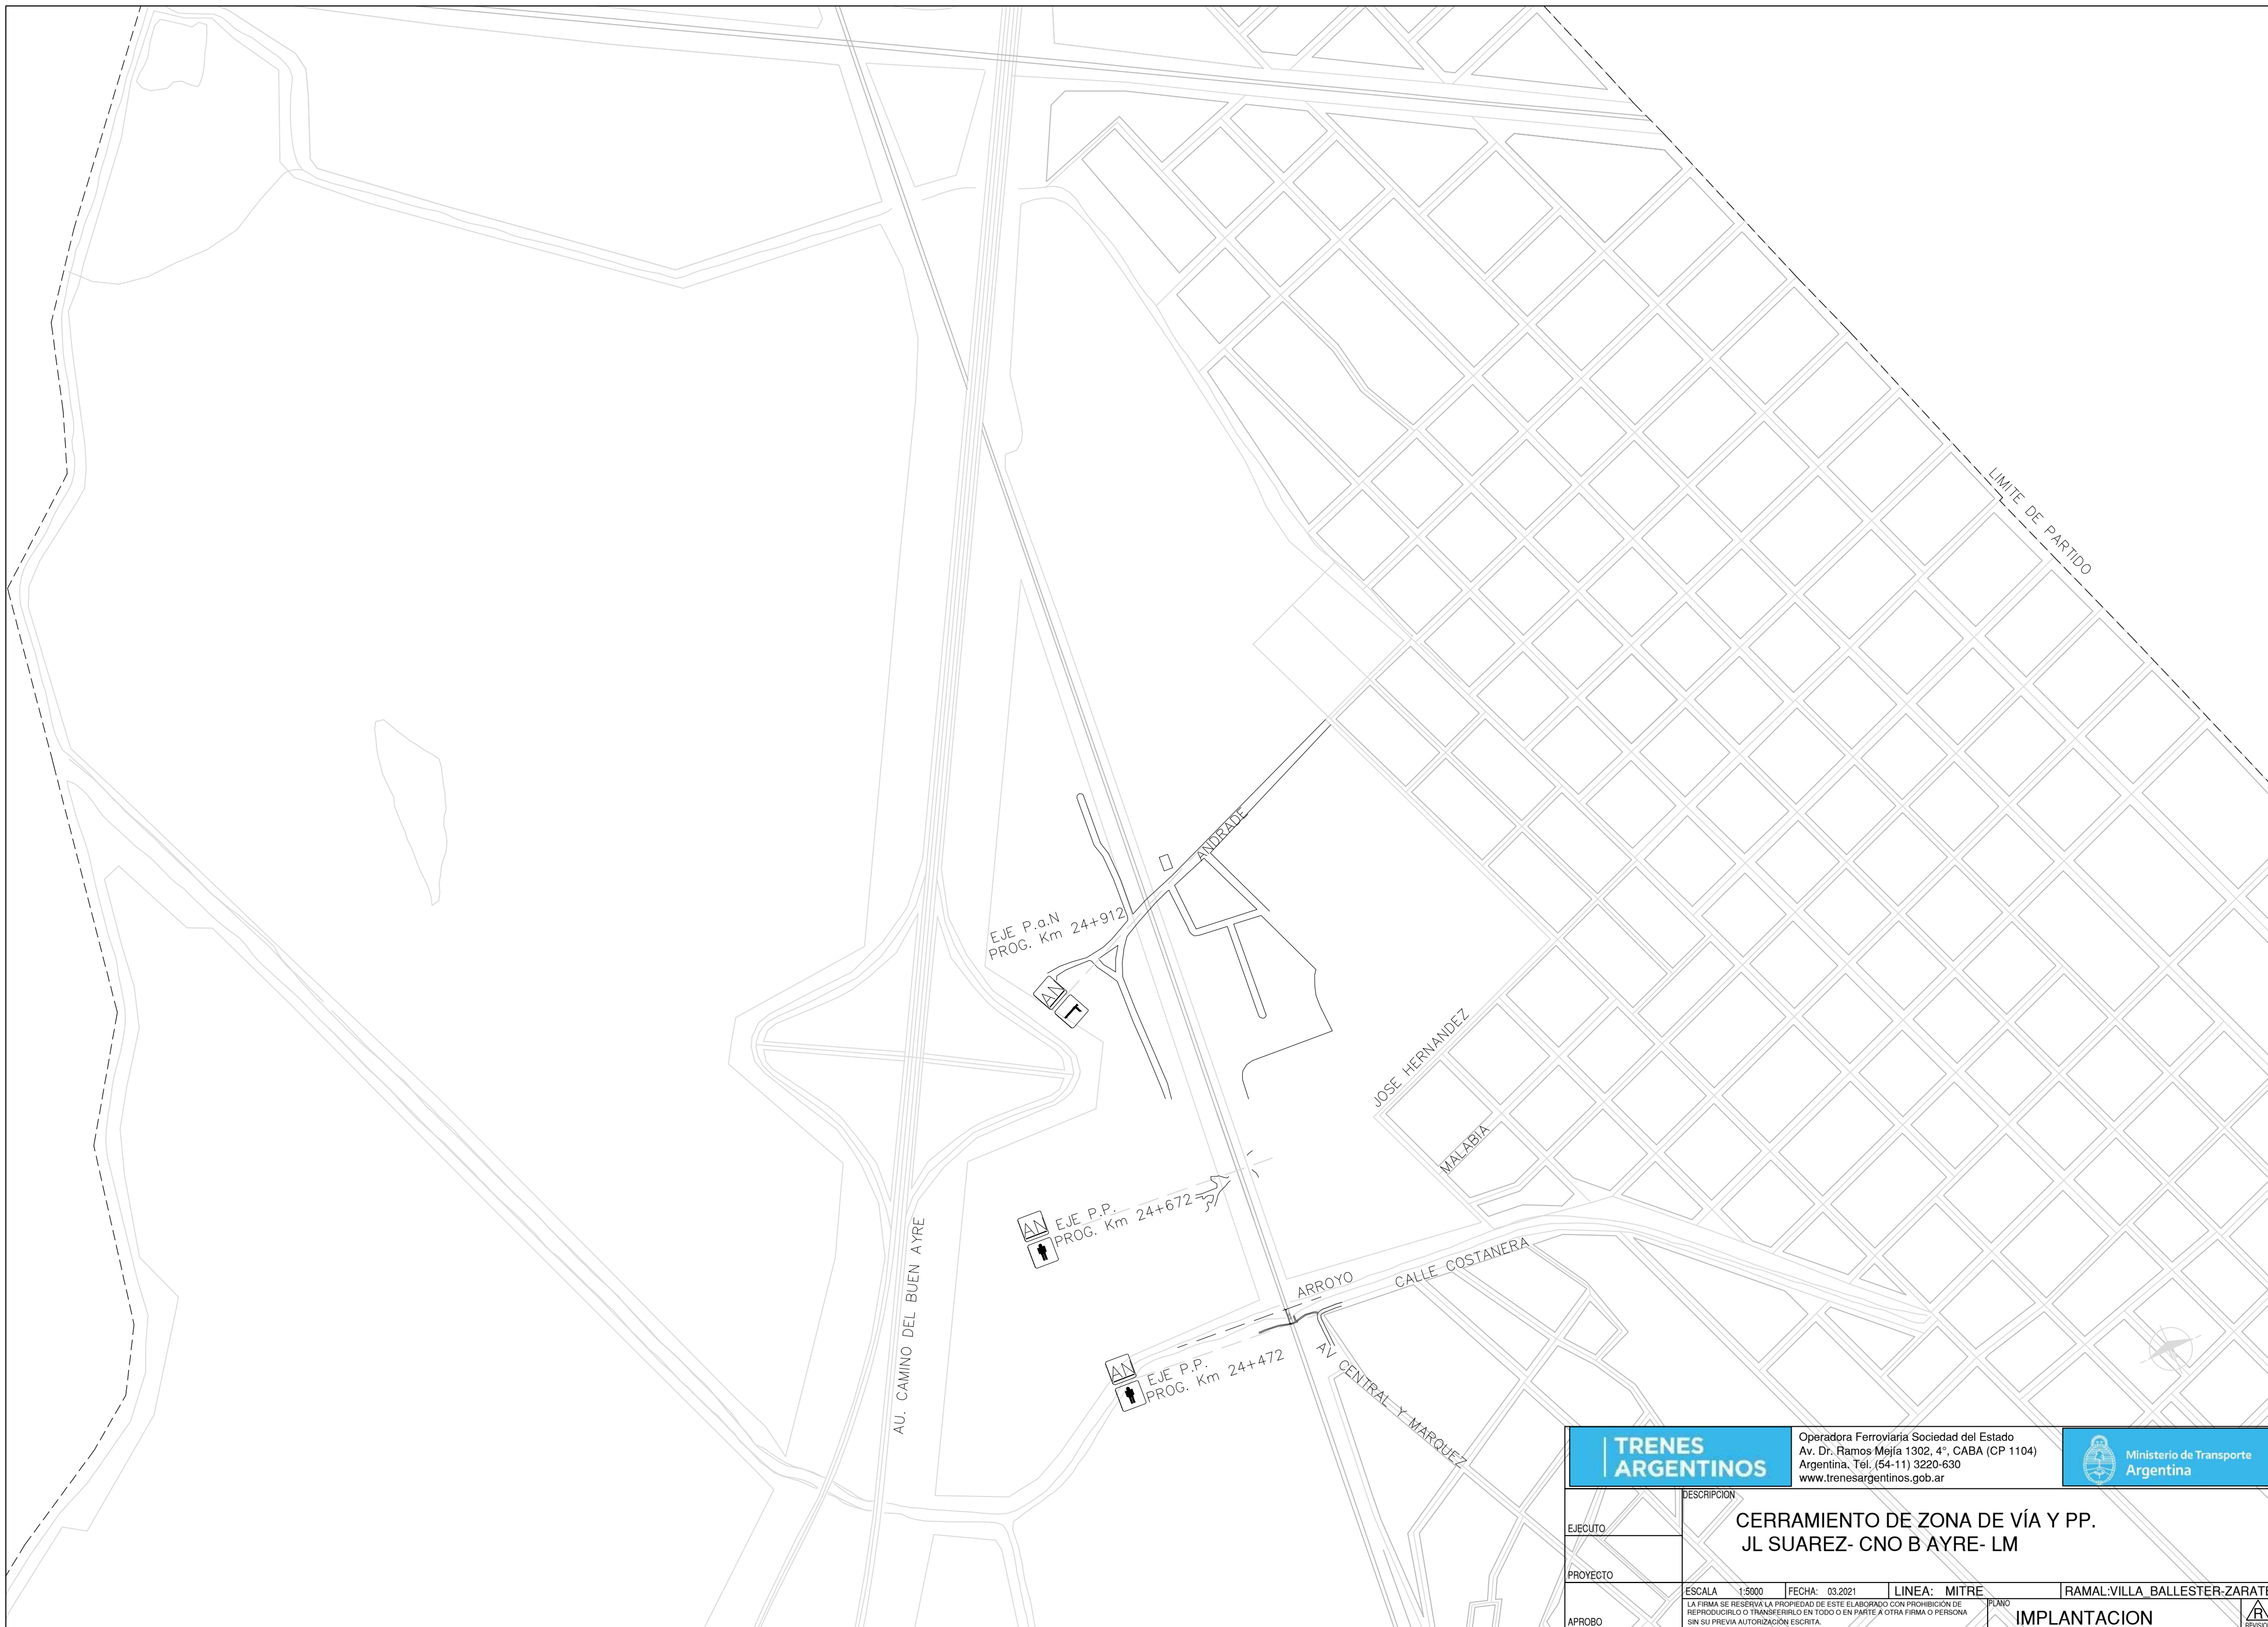 LIMITE DE PARTIDO
ANDRADE
EJE P.a.N
PROG. Km 24+912
AN
JOSE HERNANDEZ
MALABIA
AN
EJE P.P.
PROG. Km 24+672
AU. CAMINO DEL BUEN AYRE
ARROYO
CALLE COSTANERA
AN
EJE P.P.
PROG. Km 24+472
AV CENTRAL Y MARQUEZ
TRENES
ARGENTINOS
Operadora Ferroviaria Sociedad del Estado
Av. Dr. Ramos Mejía 1302, 4°, CABA (CP 1104)
Argentina. Tel. (54-11) 3220-630
www.trenesargentinos.gob.ar
Ministerio de Transporte
Argentina
DESCRIPCION
CERRAMIENTO DE ZONA DE VÍA Y PP.
JL SUAREZ- CNO B AYRE- LM
EJECUTO
PROYECTO
APROBO
ESCALA 1:5000
FECHA: 03.2021
LINEA: MITRE
RAMAL:VILLA_BALLESTER-ZARATE
LA FIRMA SE RESERVA LA PROPIEDAD DE ESTE ELABORADO CON PROHIBICIÓN DE
REPRODUCIRLO O TRANSFERIRLO EN TODO O EN PARTE A OTRA FIRMA O PERSONA
SIN SU PREVIA AUTORIZACIÓN ESCRITA.
PLANO
IMPLANTACION
R